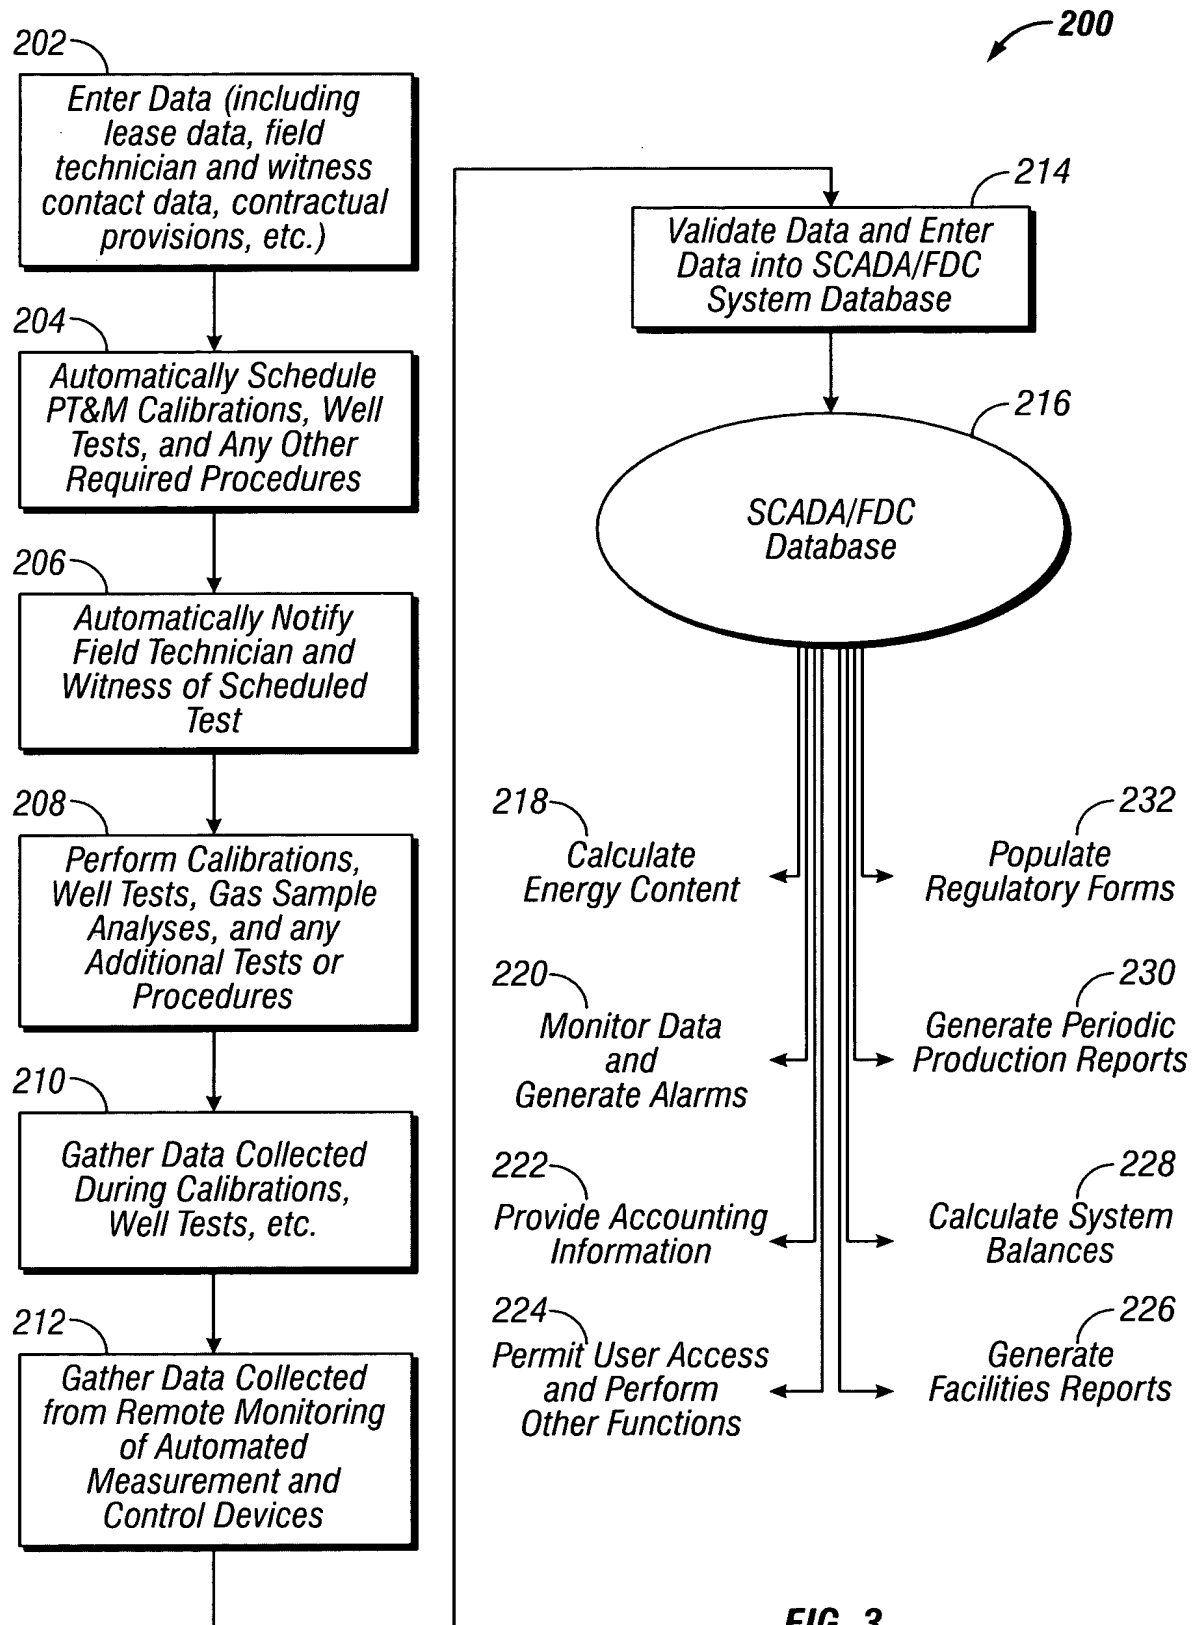 200
202
Enter Data (including
lease data, field
technician and witness
contact data, contractual
provisions, etc.)
204
Automatically Schedule
PT&M Calibrations, Well
Tests, and Any Other
Required Procedures
206
Automatically Notify
Field Technician and
Witness of Scheduled
Test
208
Perform Calibrations,
Well Tests, Gas Sample
Analyses, and any
Additional Tests or
Procedures
210
Gather Data Collected
During Calibrations,
Well Tests, etc.
212
Gather Data Collected
from Remote Monitoring
of Automated
Measurement and
Control Devices
214
Validate Data and Enter
Data into SCADA/FDC
System Database
216
SCADA/FDC
Database
218
Calculate
Energy Content
220
Monitor Data
and
Generate Alarms
222
Provide Accounting
Information
224
Permit User Access
and Perform
Other Functions
232
Populate
Regulatory Forms
230
Generate Periodic
Production Reports
228
Calculate System
Balances
226
Generate
Facilities Reports
FIG. 3